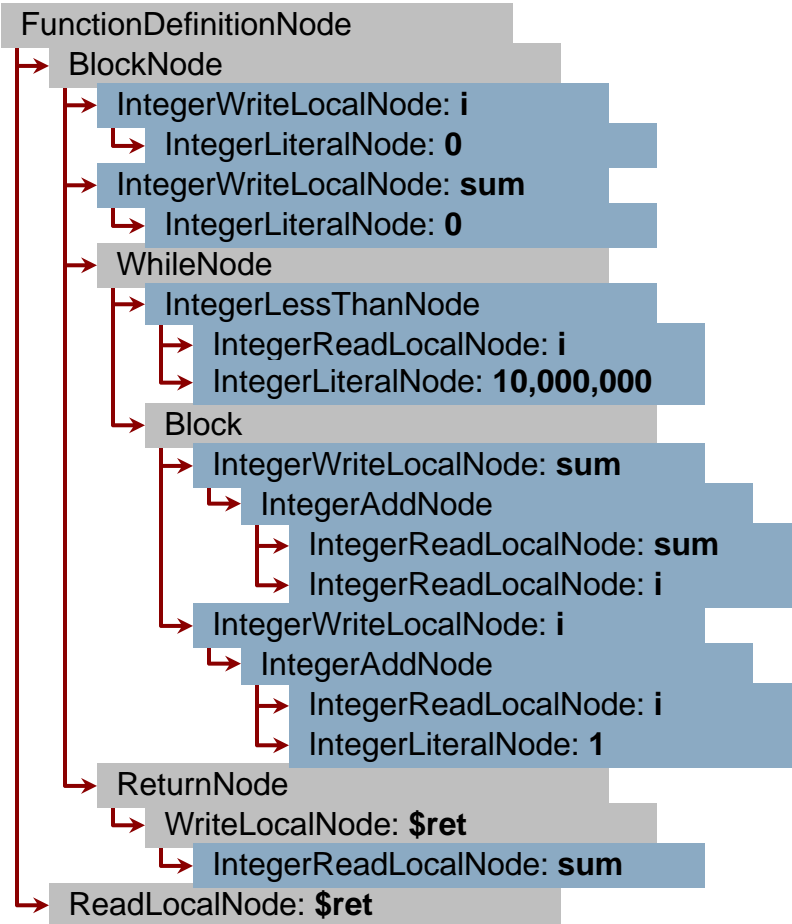 FunctionDefinitionNode
BlockNode
IntegerWriteLocalNode: i
IntegerLiteralNode: 0
IntegerWriteLocalNode: sum
IntegerLiteralNode: 0
WhileNode
IntegerLessThanNode
IntegerReadLocalNode: i
IntegerLiteralNode: 10,000,000
Block
IntegerWriteLocalNode: sum
IntegerAddNode
IntegerReadLocalNode: sum
IntegerReadLocalNode: i
IntegerWriteLocalNode: i
IntegerAddNode
IntegerReadLocalNode: i
IntegerLiteralNode: 1
ReturnNode
WriteLocalNode: $ret
IntegerReadLocalNode: sum
ReadLocalNode: $ret